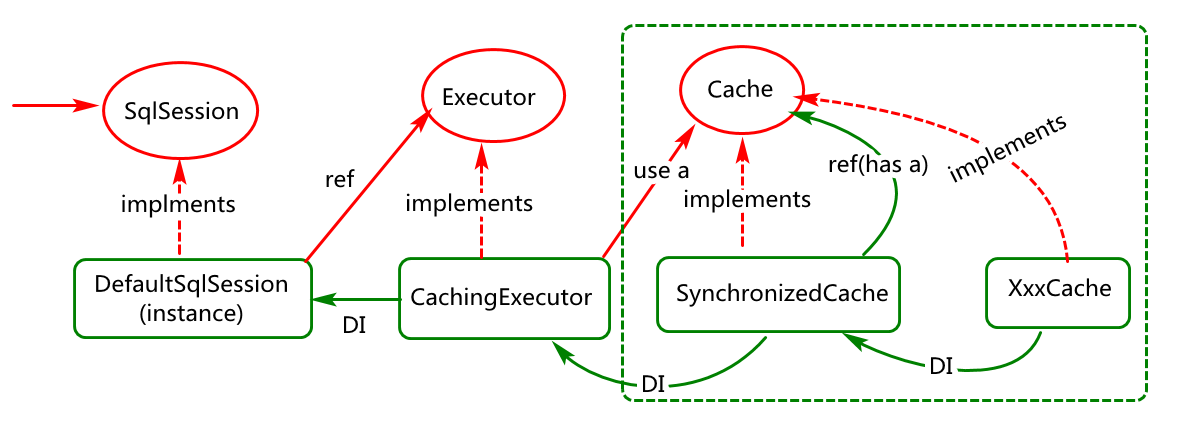 SqlSession
Executor
Cache
implments
ref
implements
use a
implements
ref(has a)
implements
DefaultSqlSession
(instance)
CachingExecutor
SynchronizedCache
XxxCache
DI
DI
DI